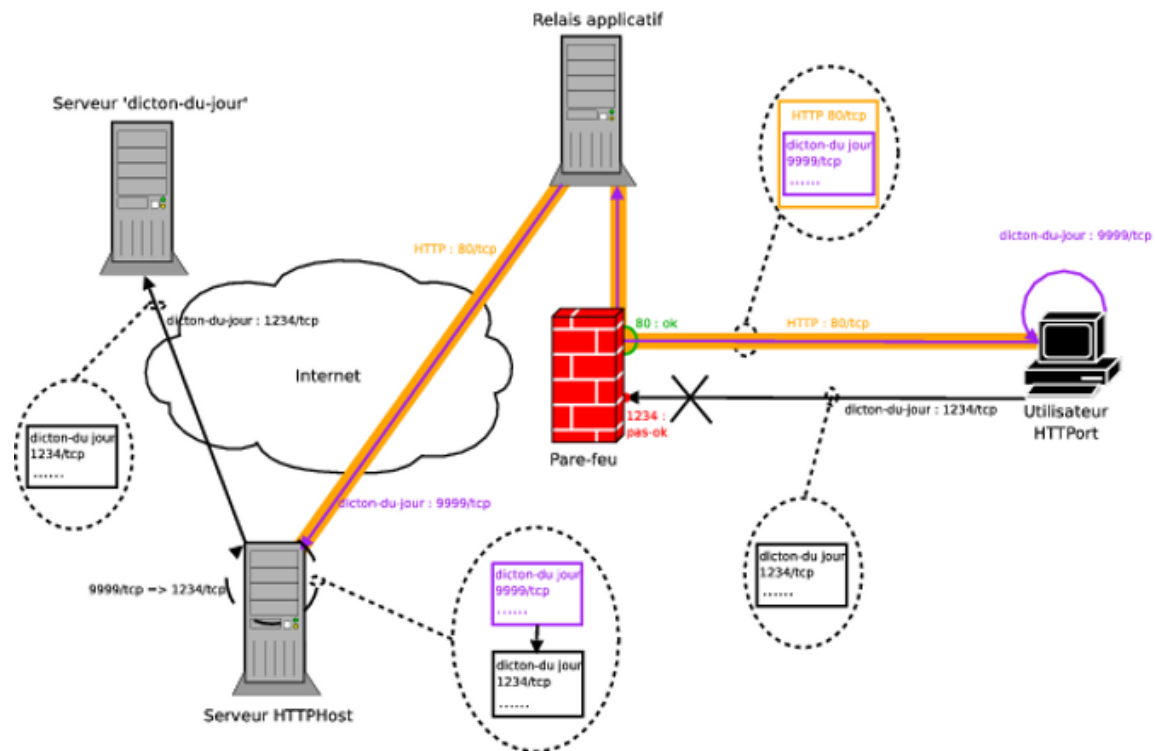 Relais applicatif
Serveur 'dicton-du-jour'
HTTP 80/tcp
dicton-du jour
9999/tcp
......
dicton-du-jour : 9999/tcp
HTTP : 80/tcp
dicton-du-jour : 1234/tcp
80 : ok
HTTP : 80/tcp
Internet
1234 :
pas-ok
dicton-du-jour : 1234/tcp
Utilisateur
HTTPort
Pare-feu
dicton-du jour
1234/tcp
......
dicton-du-jour : 9999/tcp
dicton-du jour
1234/tcp
......
9999/tcp => 1234/tcp
dicton-du jour
9999/tcp
......
dicton-du jour
1234/tcp
......
Serveur HTTPHost